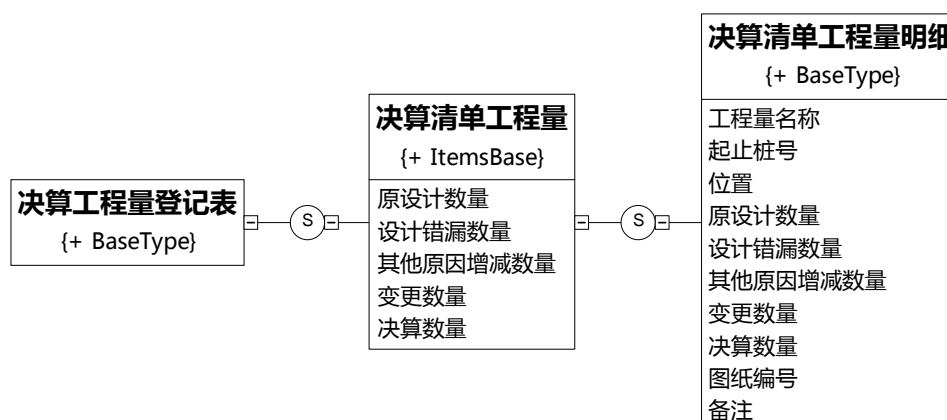 决算工程量登记表
{+ BaseType}
S
决算清单工程量
{+ ItemsBase}
原设计数量
设计错漏数量
其他原因增减数量
变更数量
决算数量
S
决算清单工程量明细
{+ BaseType}
工程量名称
起止桩号
位置
原设计数量
设计错漏数量
其他原因增减数量
变更数量
决算数量
图纸编号
备注